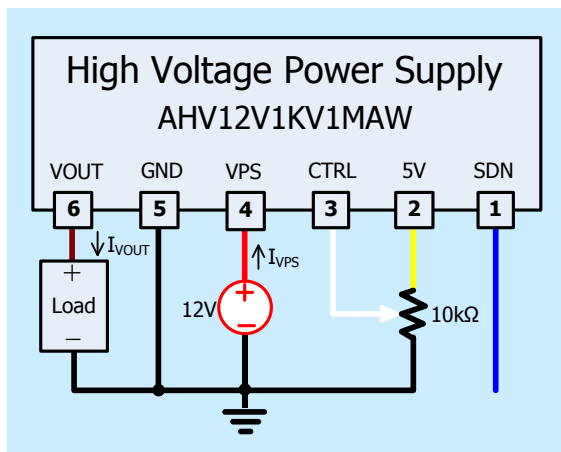 High Voltage Power Supply
AHV12V1KV1MAW
VOUT GND VPS CTRL 5V SDN
6 5 4 3 2 1
+ IVOUT IVPS
Load 12V + − 10kΩ
−